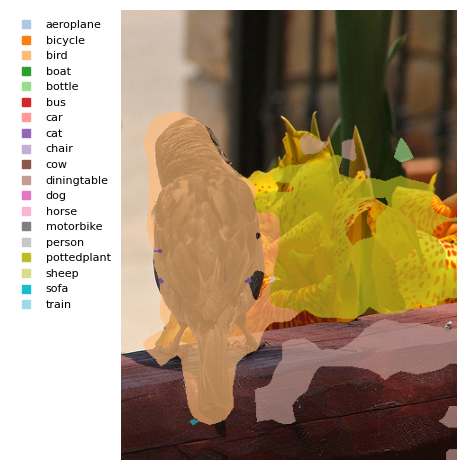 aeroplane
bicycle
bird
boat
bottle
bus
car
cat
chair
cow
diningtable
dog
horse
motorbike
person
pottedplant
sheep
sofa
train